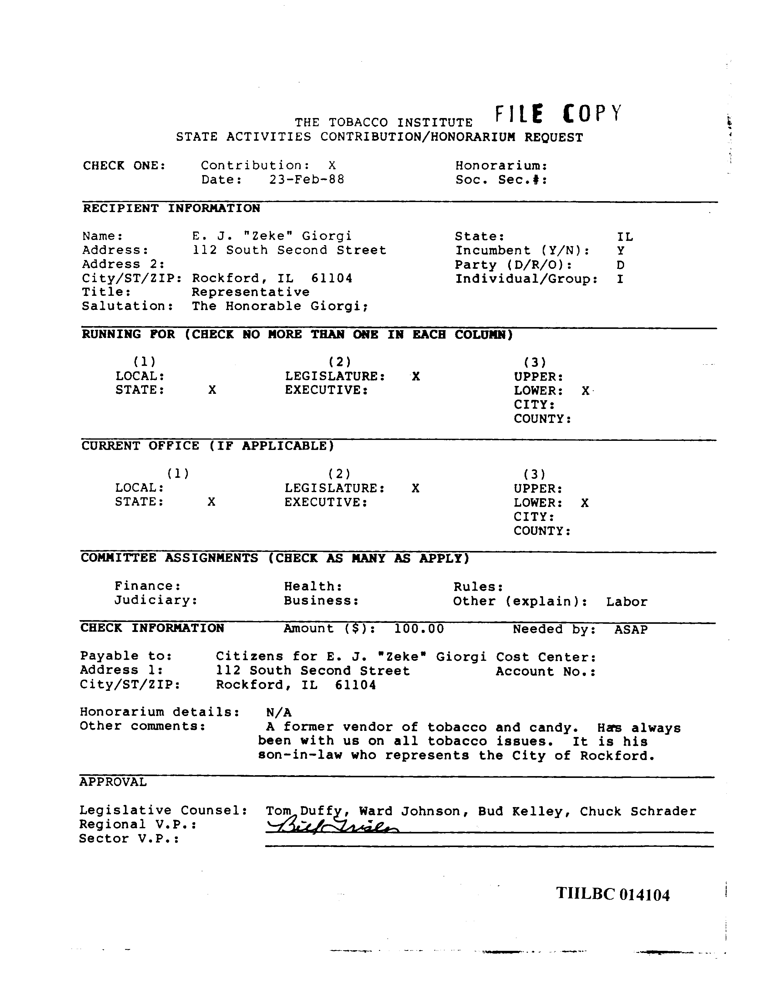 FILE COPY
THE TOBACCO INSTITUTE
STATE ACTIVITIES CONTRIBUTION/HONORARIUM REQUEST
CHECK ONE: Contribution: X Honorarium:
Date: 23-Feb-88 Soc. Sec.#:
RECIPIENT INFORMATION
Name: E. J. "Zeke" Giorgi State: IL
Address: 112 South Second Street Incumbent (Y/N): Y
Address 2: Party (D/R/O): D
City/ST/ZIP: Rockford, IL 61104 Individual/Group: I
Title: Representative
Salutation: The Honorable Giorgi;
RUNNING FOR (CHECK NO MORE THAN ONE IN EACH COLUMN)
(1) (2) (3)
LOCAL: LEGISLATURE: X UPPER:
STATE: X EXECUTIVE: LOWER: X
CITY:
COUNTY:
CURRENT OFFICE (IF APPLICABLE)
(1) (2) (3)
LOCAL: LEGISLATURE: X UPPER:
STATE: X EXECUTIVE: LOWER: X
CITY:
COUNTY:
COMMITTEE ASSIGNMENTS (CHECK AS MANY AS APPLY)
Finance: Health: Rules:
Judiciary: Business: Other (explain): Labor
CHECK INFORMATION Amount ($): 100.00 Needed by: ASAP
Payable to: Citizens for E. J. "Zeke" Giorgi Cost Center:
Address 1: 112 South Second Street Account No.:
City/ST/ZIP: Rockford, IL 61104
Honorarium details: N/A
Other comments: A former vendor of tobacco and candy. Has always
been with us on all tobacco issues. It is his
son-in-law who represents the City of Rockford.
APPROVAL
Legislative Counsel: Tom Duffy, Ward Johnson, Bud Kelley, Chuck Schrader
Regional V.P.: Bill
Sector V.P.:
TIILBC 014104